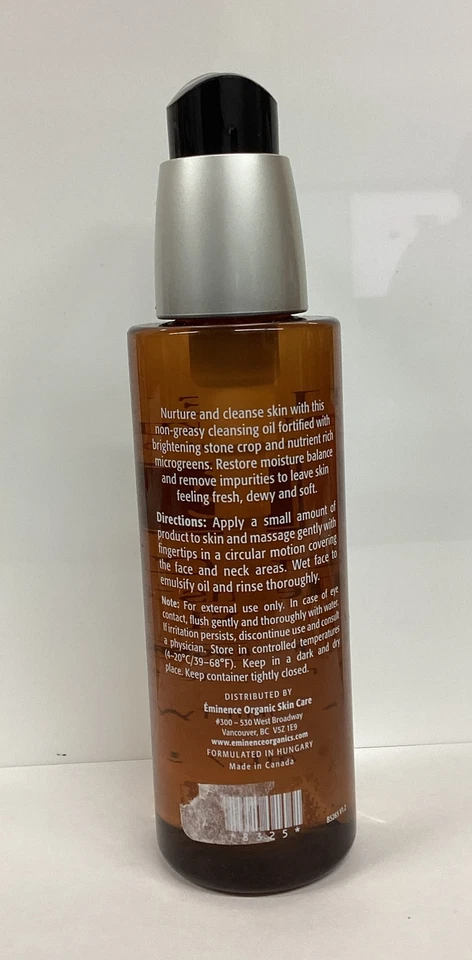 Nurture and cleanse skin with this
non-greasy cleansing oil fortified with
brightening stone crop and nutrient rich
microgreens. Restore moisture balance
and remove impurities to leave skin
feeling fresh, dewy and soft.
Directions: Apply a small amount of
product to skin and massage gently with
fingertips in a circular motion covering
the face and neck areas. Wet face to
emulsify oil and rinse thoroughly.
Note: For external use only. In case of eye
contact, flush gently and thoroughly with water.
If irritation persists, discontinue use and consult
a physician. Store in controlled temperatures
(4-20°C/39-68°F). Keep in a dark and dry
place. Keep container tightly closed.
DISTRIBUTED BY
Éminence Organic Skin Care
#300 – 530 West Broadway
Vancouver, BC V5Z 1E9
www.eminenceorganics.com
FORMULATED IN HUNGARY
Made in Canada
8325*